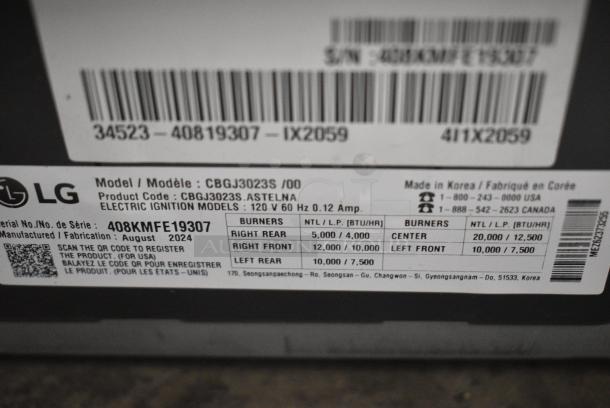 S/N :408KMFE19307
34523-40819307-IX2059
4I1X2059
LG
Model / Modèle : CBGJ3023S /00
Product Code : CBGJ3023S.ASTELNA
ELECTRIC IGNITION MODELS : 120 V 60 Hz 0.12 Amp.
Made in Korea / Fabriqué en Corée
1 - 800 - 243 - 0000 USA
1 - 888 - 542 - 2623 CANADA
erial No./No. de Série : 408KMFE19307
Manufactured / Fabrication : August 2024
SCAN THE QR CODE TO REGISTER
THE PRODUCT. (FOR USA)
BALAYEZ LE CODE QR POUR ENREGISTRER
LE PRODUIT. (POUR LES ÉTATS - UNIS)
BURNERS NTL / L.P. [BTU/HR] BURNERS NTL / L.P. [BTU/HR]
RIGHT REAR 5,000 / 4,000 CENTER 20,000 / 12,500
RIGHT FRONT 12,000 / 10,000 LEFT FRONT 10,000 / 7,500
LEFT REAR 10,000 / 7,500
170, Seongsanpaechong - Ro, Seongsan - Gu, Changwon - Si, Gyeongsangnam - Do, 51533, Korea